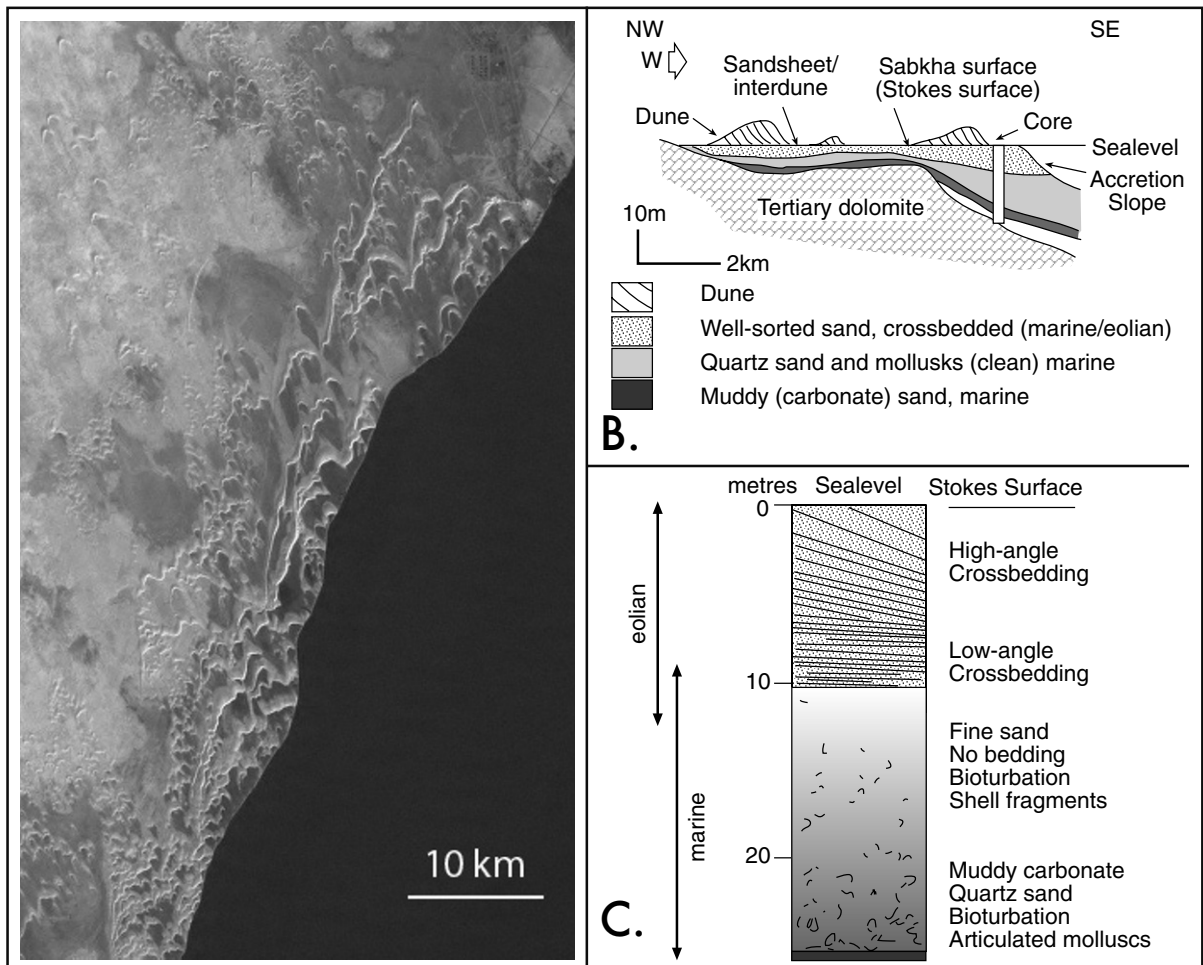 10 km
NW
SE
W
Sandsheet/
interdune
Sabkha surface
(Stokes surface)
Dune
Core
Sealevel
Accretion
Slope
Tertiary dolomite
10m
2km
Dune
Well-sorted sand, crossbedded (marine/eolian)
Quartz sand and mollusks (clean) marine
Muddy (carbonate) sand, marine
B.
metres
Sealevel
Stokes Surface
0
High-angle
Crossbedding
eolian
Low-angle
Crossbedding
10
Fine sand
No bedding
Bioturbation
Shell fragments
marine
20
Muddy carbonate
Quartz sand
Bioturbation
Articulated molluscs
C.